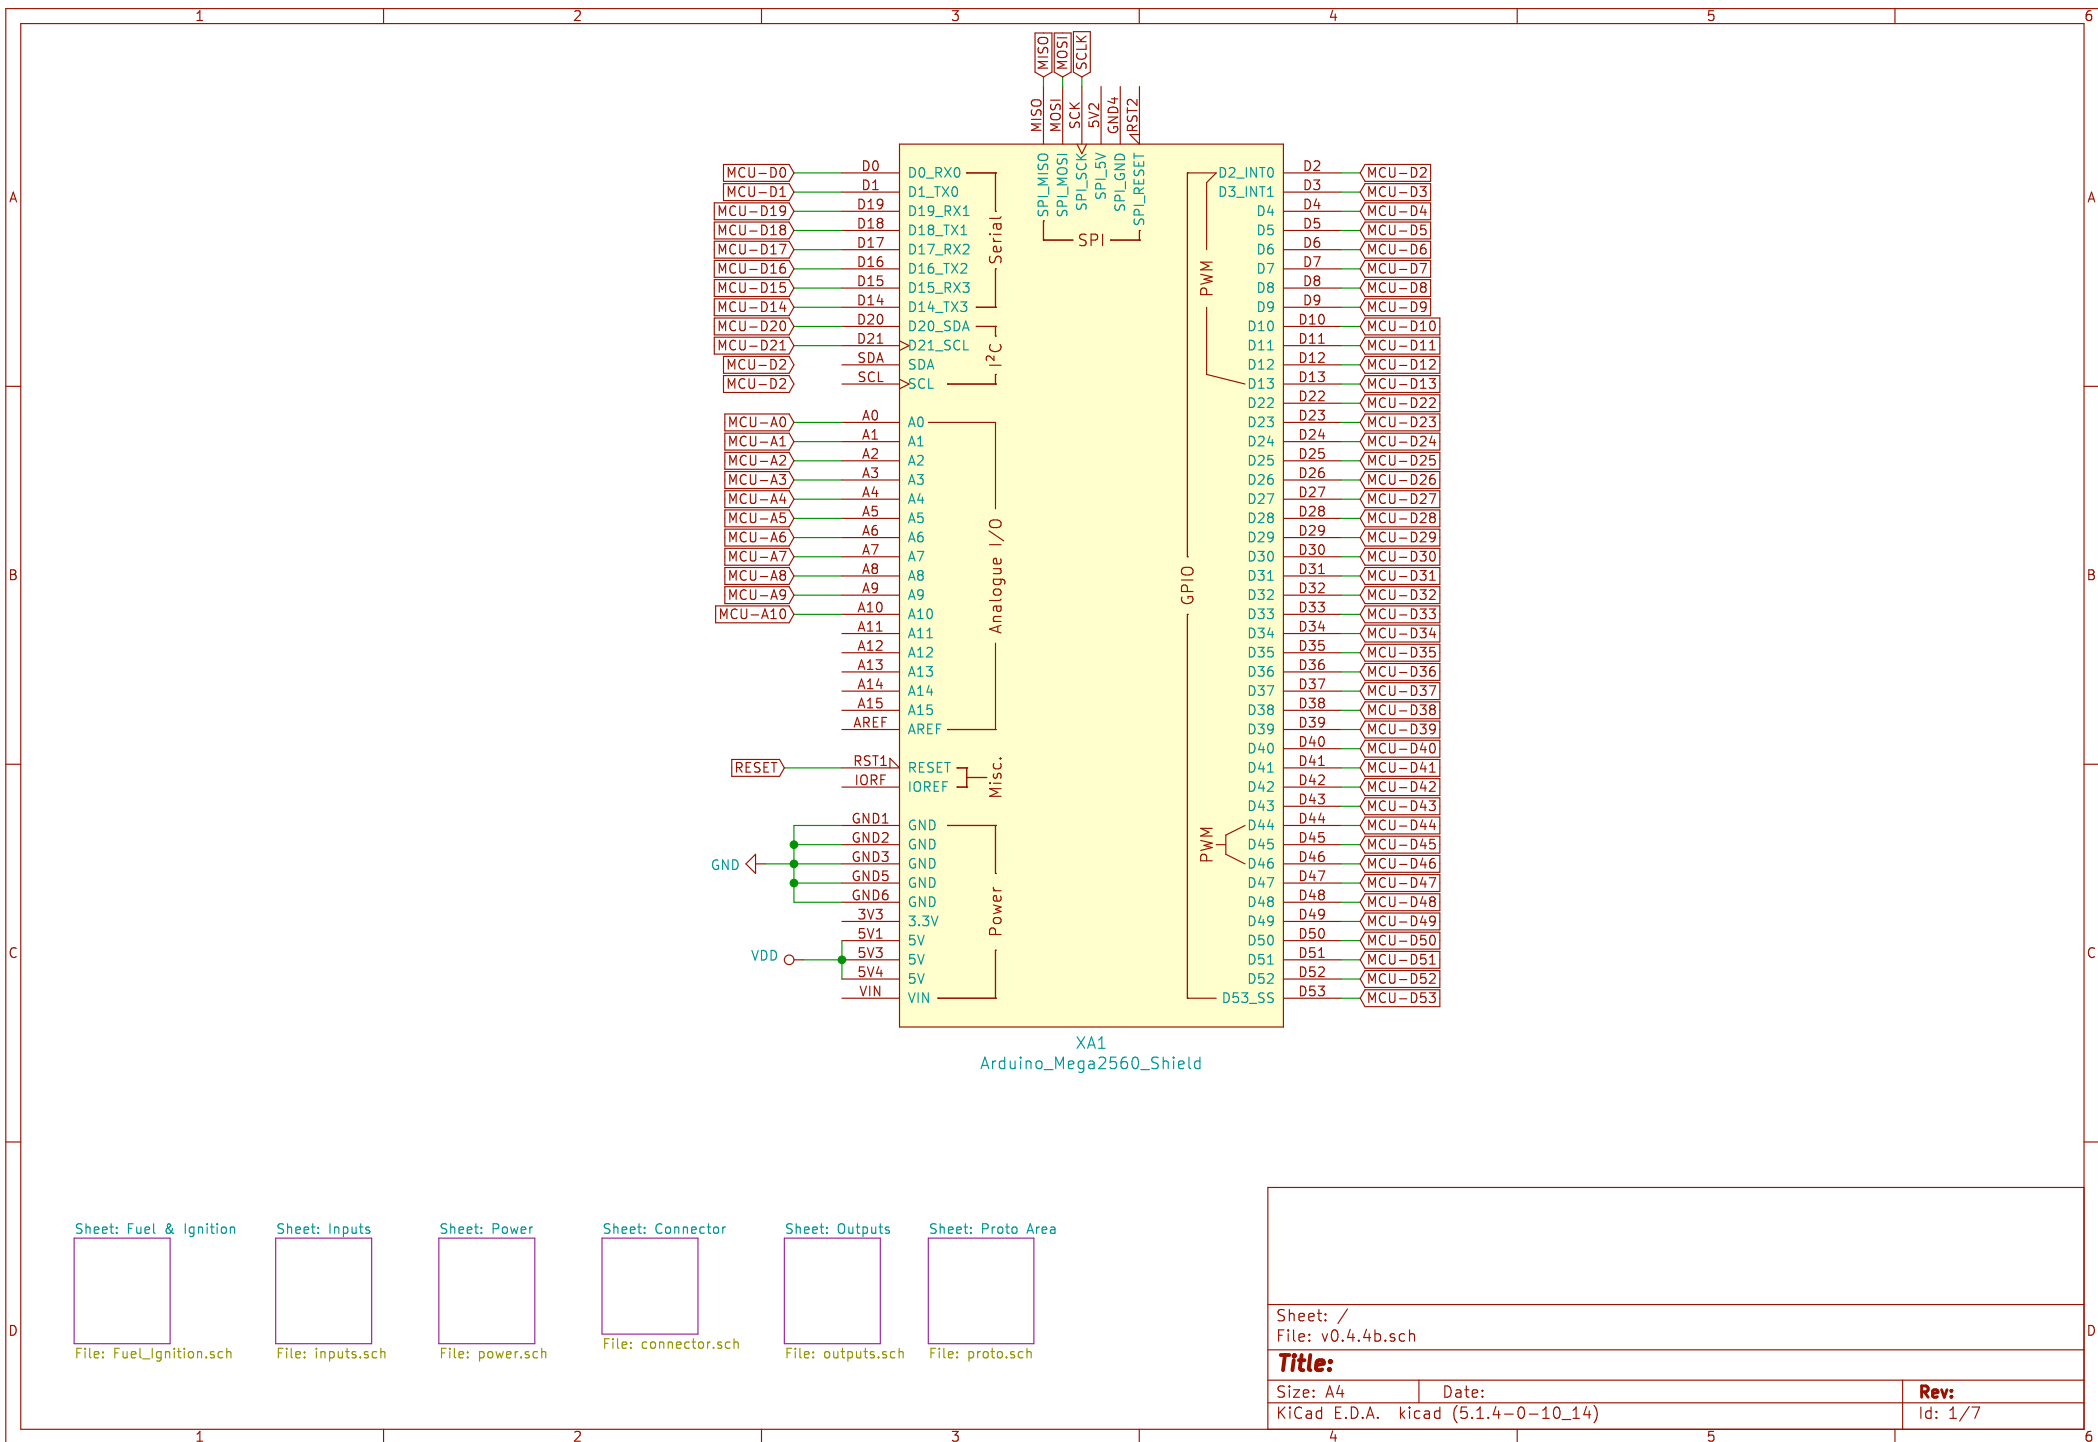 1 2 3 4 5 6
MISO MOSI SCLK
MISO MOSI SCK 5V2 GND4 RST2
SPI_MISO SPI_MOSI SPI_SCK SPI_5V SPI_GND SPI_RESET
SPI
A A
B B
C C
D D
MCU-D0 D0 D0_RX0
MCU-D1 D1 D1_TX0
MCU-D19 D19 D19_RX1
MCU-D18 D18 D18_TX1
MCU-D17 D17 D17_RX2
MCU-D16 D16 D16_TX2
MCU-D15 D15 D15_RX3
MCU-D14 D14 D14_TX3
Serial
MCU-D20 D20 D20_SDA
MCU-D21 D21 D21_SCL
MCU-D2 SDA SDA
MCU-D2 SCL SCL
I²C
MCU-A0 A0 A0
MCU-A1 A1 A1
MCU-A2 A2 A2
MCU-A3 A3 A3
MCU-A4 A4 A4
MCU-A5 A5 A5
MCU-A6 A6 A6
MCU-A7 A7 A7
MCU-A8 A8 A8
MCU-A9 A9 A9
MCU-A10 A10 A10
A11 A11
A12 A12
A13 A13
A14 A14
A15 A15
AREF AREF
Analogue I/O
RESET RST1 RESET
IORF IOREF
Misc.
GND1 GND
GND2 GND
GND GND3 GND
GND5 GND
GND6 GND
3V3 3.3V
5V1 5V
VDD 5V3 5V
5V4 5V
VIN VIN
Power
D2_INT0 D2 MCU-D2
D3_INT1 D3 MCU-D3
D4 D4 MCU-D4
D5 D5 MCU-D5
D6 D6 MCU-D6
D7 D7 MCU-D7
D8 D8 MCU-D8
D9 D9 MCU-D9
D10 D10 MCU-D10
D11 D11 MCU-D11
D12 D12 MCU-D12
D13 D13 MCU-D13
PWM
D22 D22 MCU-D22
D23 D23 MCU-D23
D24 D24 MCU-D24
D25 D25 MCU-D25
D26 D26 MCU-D26
D27 D27 MCU-D27
D28 D28 MCU-D28
D29 D29 MCU-D29
D30 D30 MCU-D30
D31 D31 MCU-D31
D32 D32 MCU-D32
D33 D33 MCU-D33
D34 D34 MCU-D34
D35 D35 MCU-D35
D36 D36 MCU-D36
D37 D37 MCU-D37
D38 D38 MCU-D38
D39 D39 MCU-D39
D40 D40 MCU-D40
D41 D41 MCU-D41
D42 D42 MCU-D42
D43 D43 MCU-D43
D44 D44 MCU-D44
D45 D45 MCU-D45
D46 D46 MCU-D46
PWM
D47 D47 MCU-D47
D48 D48 MCU-D48
D49 D49 MCU-D49
D50 D50 MCU-D50
D51 D51 MCU-D51
D52 D52 MCU-D52
D53_SS D53 MCU-D53
GPIO
XA1
Arduino_Mega2560_Shield
Sheet: Fuel & Ignition
File: Fuel_Ignition.sch
Sheet: Inputs
File: inputs.sch
Sheet: Power
File: power.sch
Sheet: Connector
File: connector.sch
Sheet: Outputs
File: outputs.sch
Sheet: Proto Area
File: proto.sch
Sheet: /
File: v0.4.4b.sch
Title:
Size: A4 Date: Rev:
KiCad E.D.A. kicad (5.1.4-0-10_14) Id: 1/7
1 2 3 4 5 6